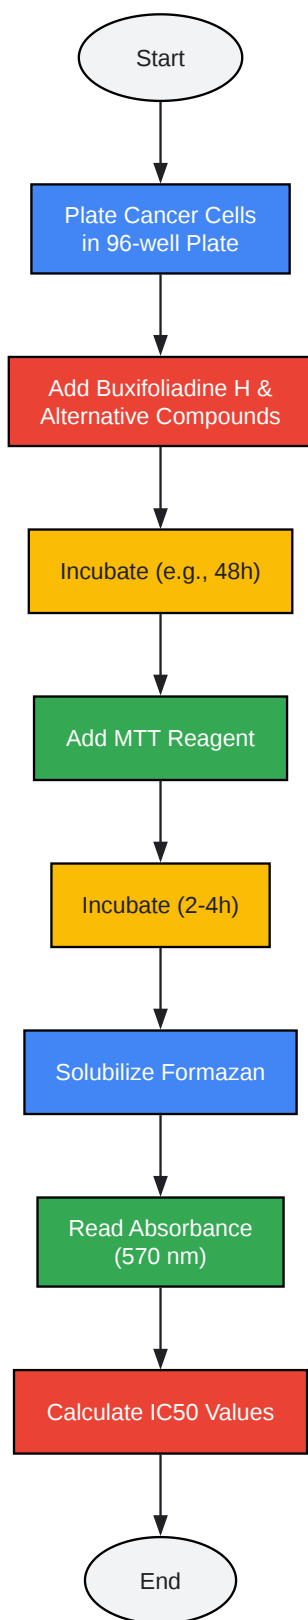 Start
Plate Cancer Cells
in 96-well Plate
Add Buxifoliadine H &
Alternative Compounds
Incubate (e.g., 48h)
Add MTT Reagent
Incubate (2-4h)
Solubilize Formazan
Read Absorbance
(570 nm)
Calculate IC50 Values
End